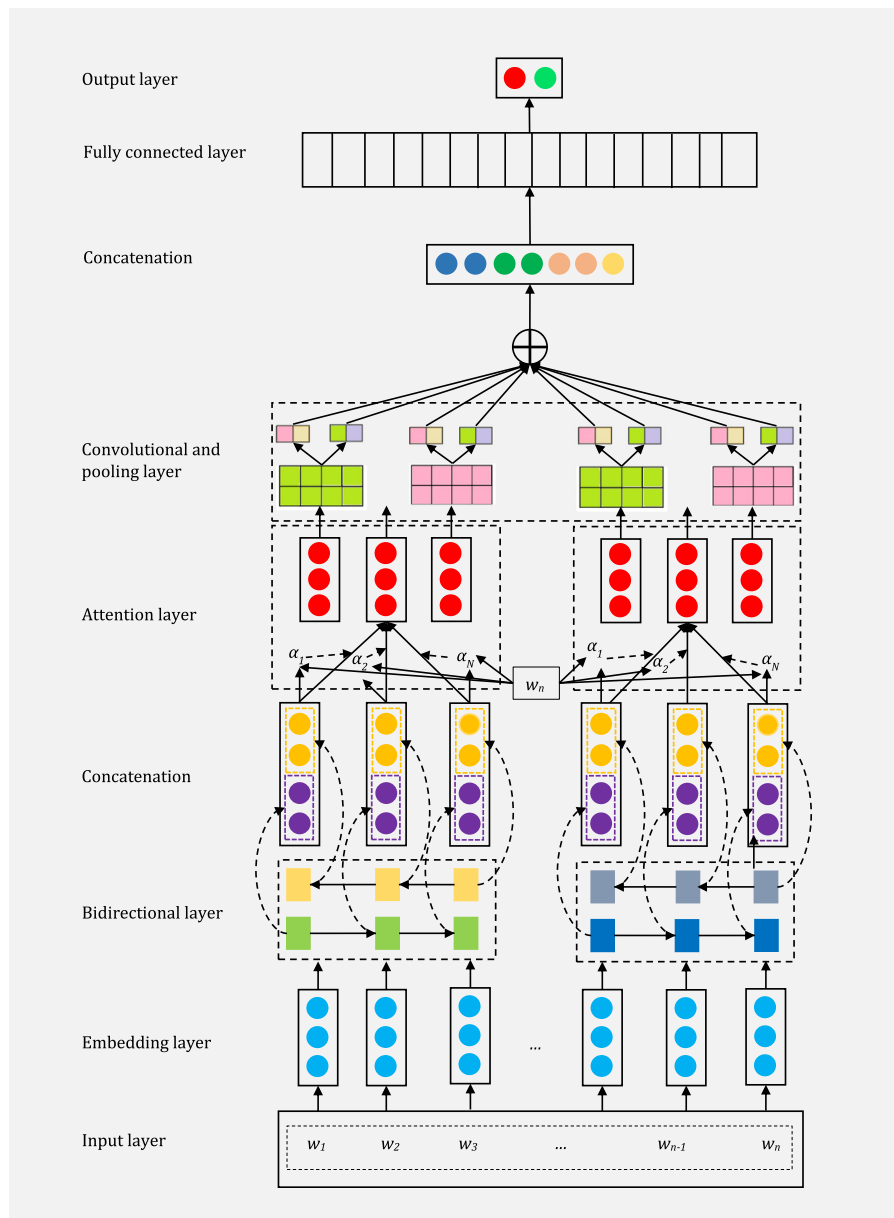 Output layer
Fully connected layer
Concatenation
Convolutional and
pooling layer
Attention layer
α1 α2 αN wn α1 α2 αN
Concatenation
Bidirectional layer
Embedding layer
...
Input layer
w1 w2 w3 ... wn-1 wn